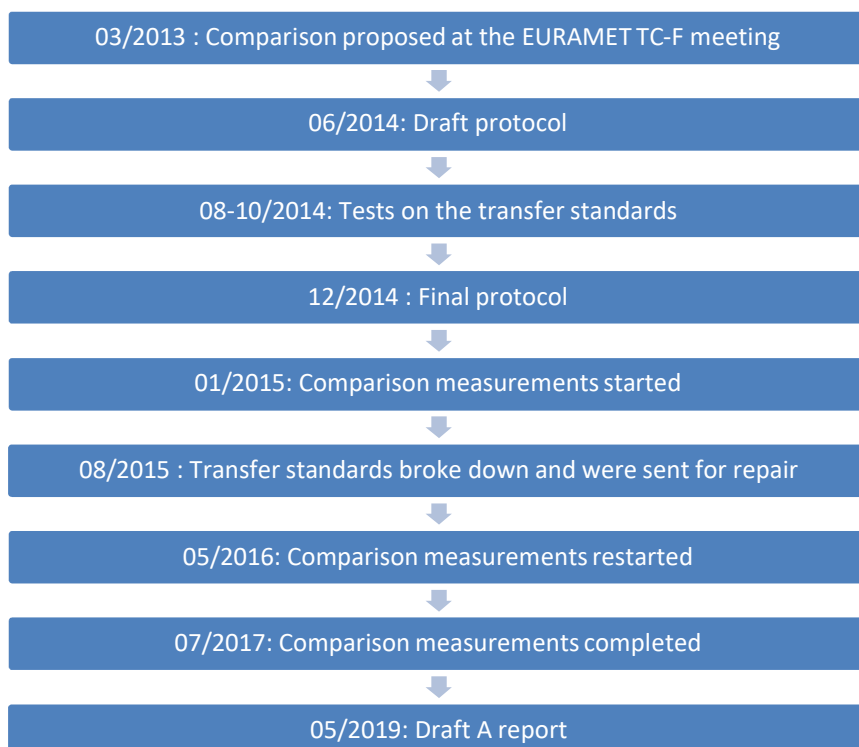 03/2013 : Comparison proposed at the EURAMET TC-F meeting
06/2014: Draft protocol
08-10/2014: Tests on the transfer standards
12/2014 : Final protocol
01/2015: Comparison measurements started
08/2015 : Transfer standards broke down and were sent for repair
05/2016: Comparison measurements restarted
07/2017: Comparison measurements completed
05/2019: Draft A report